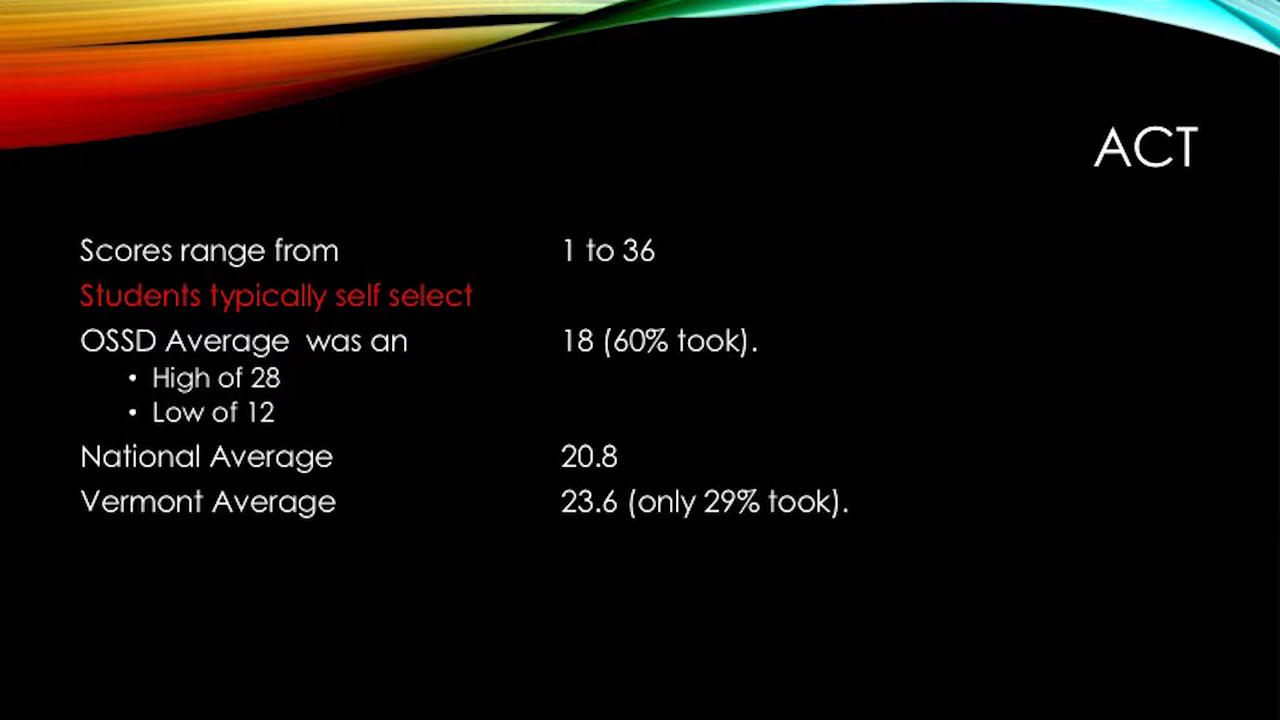 ACT
Scores range from 1 to 36
Students typically self select
OSSD Average was an 18 (60% took).
• High of 28
• Low of 12
National Average 20.8
Vermont Average 23.6 (only 29% took).